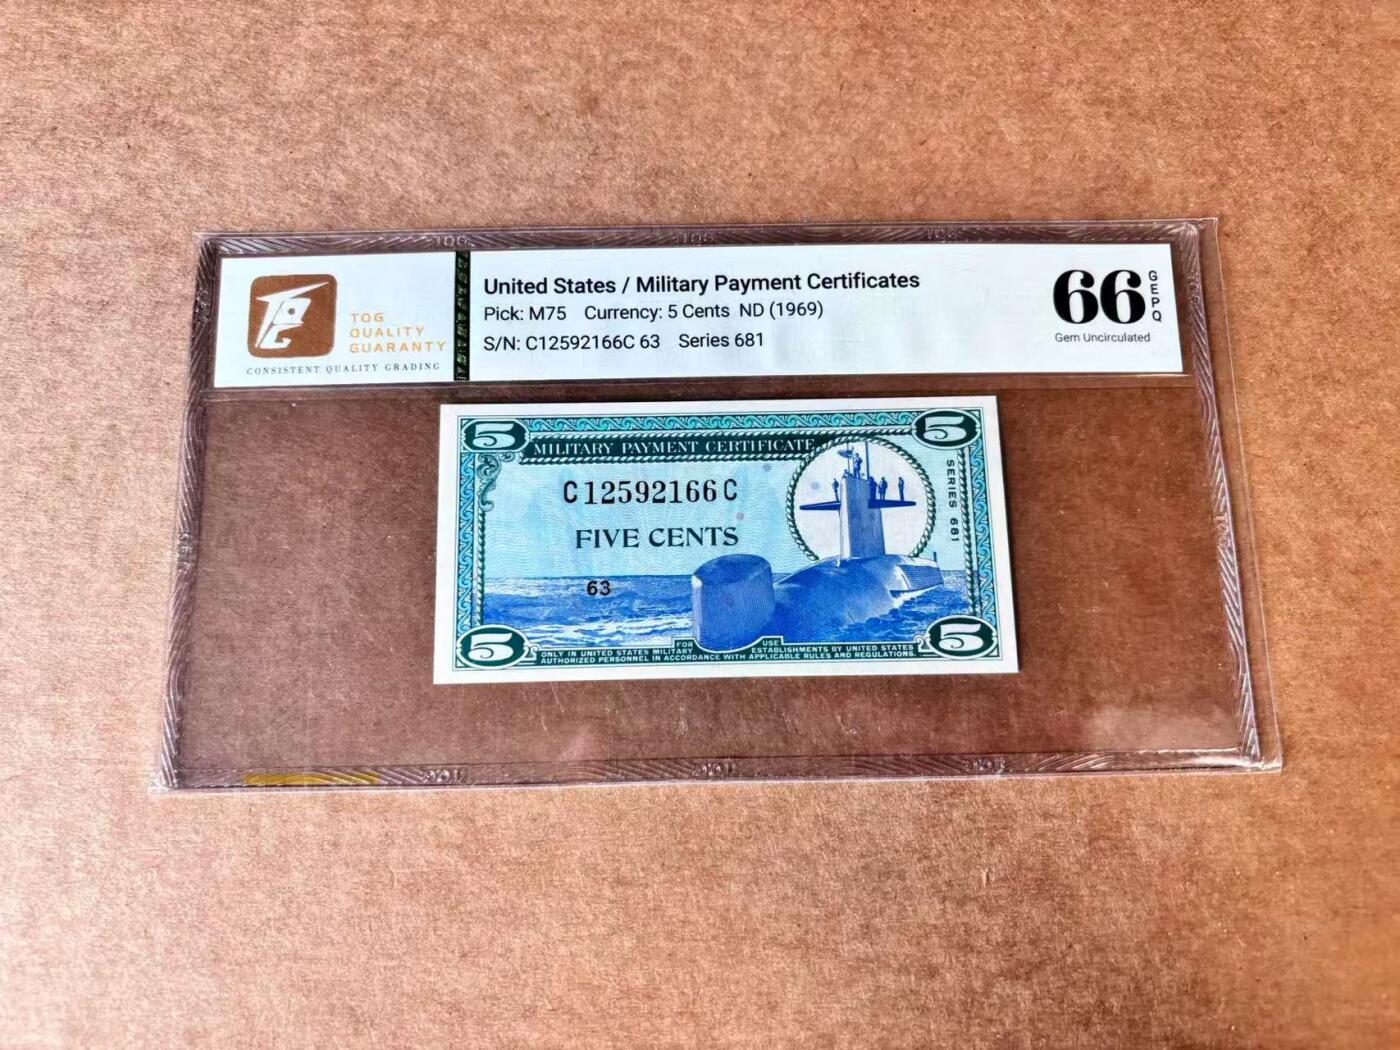 TQG
QUALITY
GUARANTY
CONSISTENT QUALITY GRADING
United States / Military Payment Certificates
Pick: M75 Currency: 5 Cents ND (1969)
S/N: C12592166C 63 Series 681
66
GEPQ
Gem Uncirculated
5
5
MILITARY PAYMENT CERTIFICATE
C12592166C
FIVE CENTS
63
SERIES 681
5
5
FOR USE
ONLY IN UNITED STATES MILITARY ESTABLISHMENTS BY UNITED STATES
AUTHORIZED PERSONNEL IN ACCORDANCE WITH APPLICABLE RULES AND REGULATIONS.